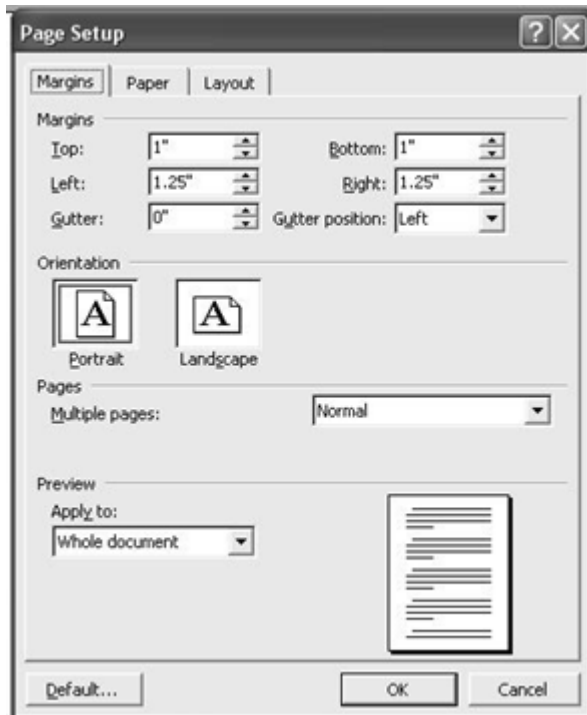 Page Setup
Margins Paper Layout
Margins
Top: 1" Bottom: 1"
Left: 1.25" Right: 1.25"
Gutter: 0" Gutter position: Left
Orientation
A A
Portrait Landscape
Pages
Multiple pages: Normal
Preview
Apply to:
Whole document
Default... OK Cancel